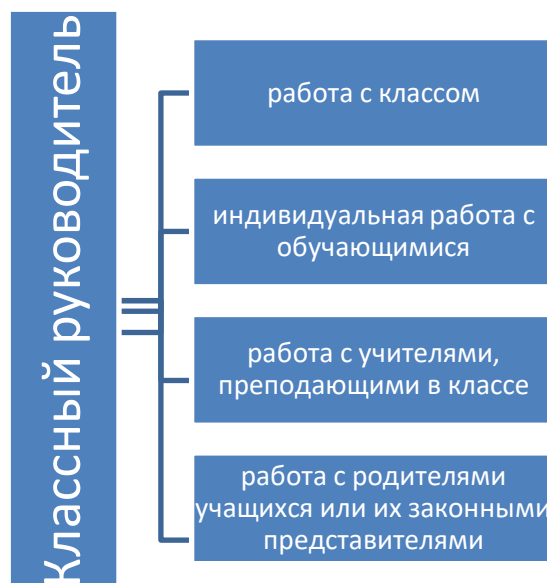 Классный руководитель
работа с классом
индивидуальная работа с
обучающимися
работа с учителями,
преподающими в классе
работа с родителями
учащихся или их законными
представителями